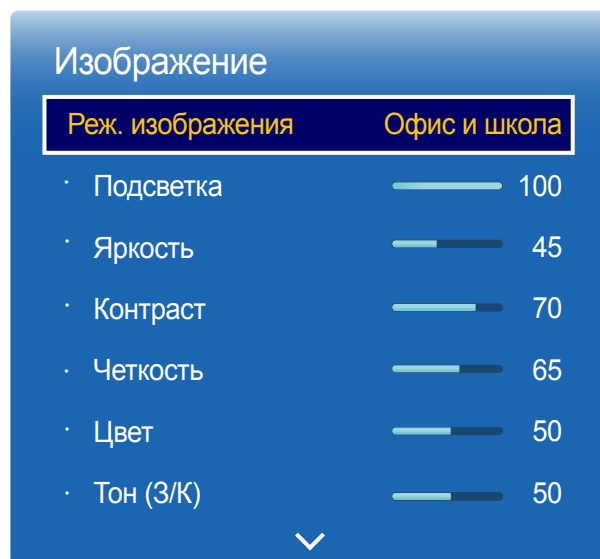 Изображение
Реж. изображения Офис и школа
· Подсветка 100
· Яркость 45
· Контраст 70
· Четкость 65
· Цвет 50
· Тон (З/К) 50